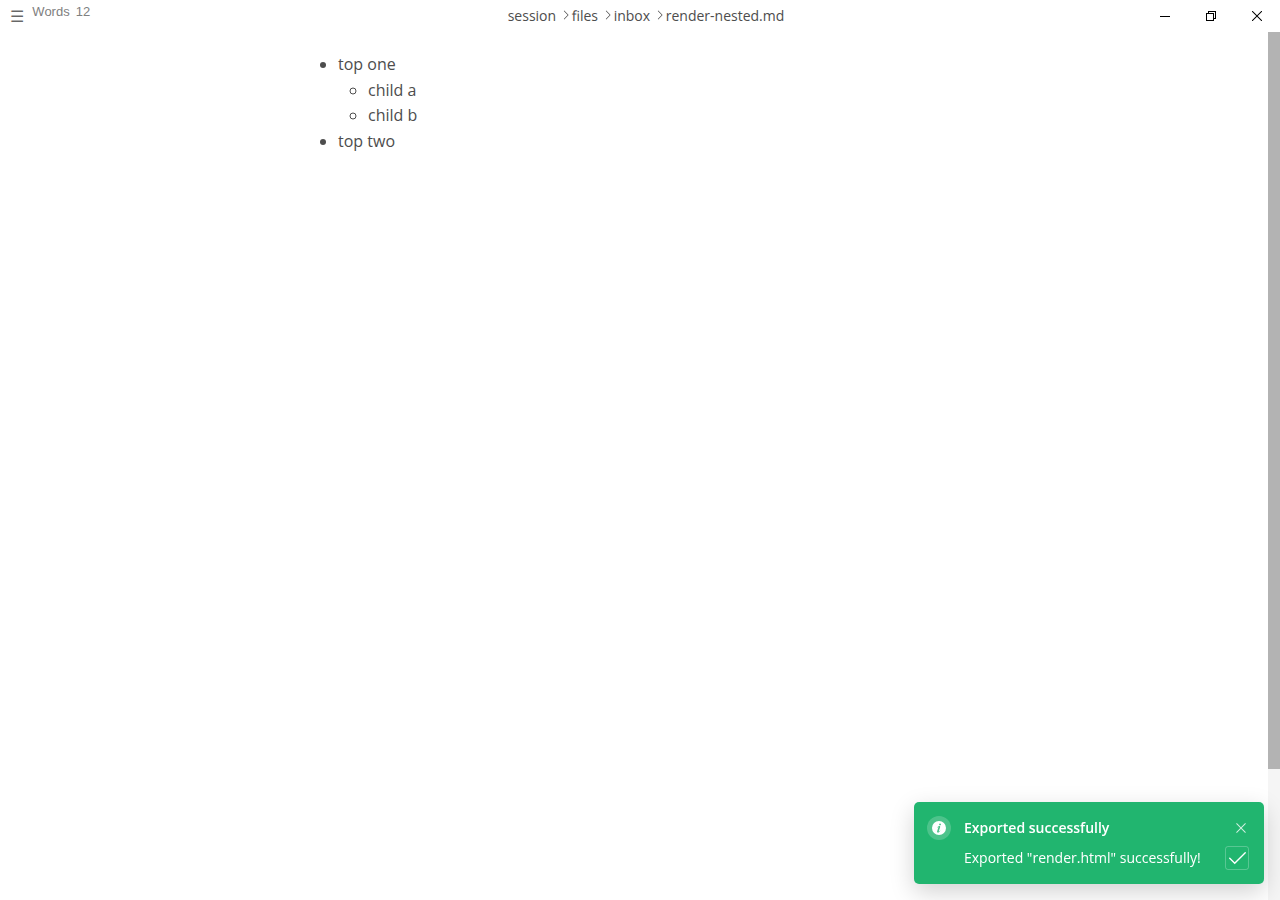 ☰ Words 12
session > files > inbox > render-nested.md
• top one
◦ child a
◦ child b
• top two
Exported successfully
Exported "render.html" successfully!